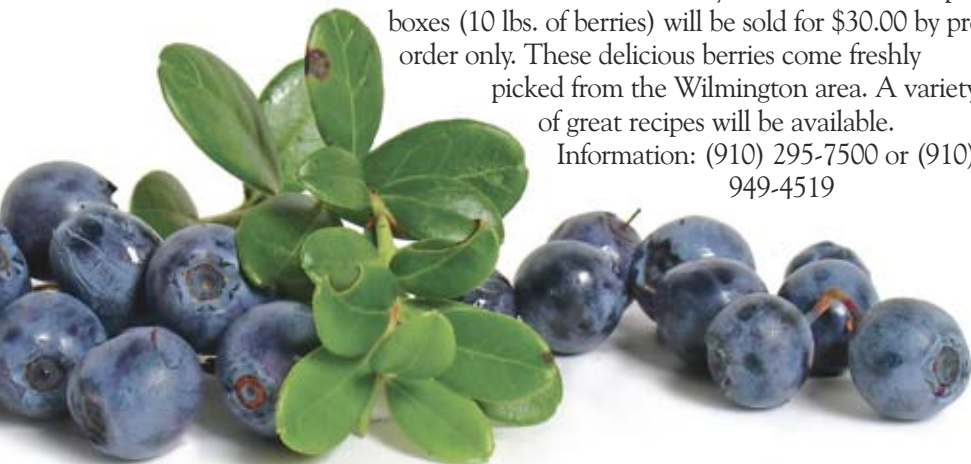 boxes (10 lbs. of berries) will be sold for $30.00 by
order only. These delicious berries come freshly
picked from the Wilmington area. A variety
of great recipes will be available.
Information: (910) 295-7500 or (910)
949-4519